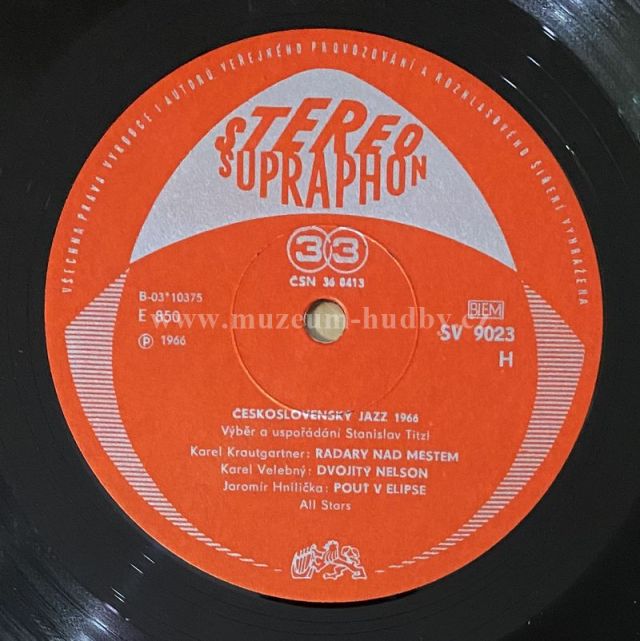 VŠECHNA PRÁVA VÝROBCE I AUTORŮ VEŘEJNÉHO PROVOZOVÁNÍ A ROZHLASOVÉHO ŠÍŘENÍ VYHRAŽENA
STEREO
SUPRAPHON
33
ČSN 36 8413
B-03*10375
E 850
Ⓟ 1966
BIEM
SV 9023
H
www.muzeum-hudby.cz
ČESKOSLOVENSKÝ JAZZ 1966
Výběr a uspořádání Stanislav Titzl
Karel Krautgartner: RADARY NAD MĚSTEM
Karel Velebný: DVOJITÝ NELSON
Jaromír Hnilička: POUŤ V ELIPSE
All Stars